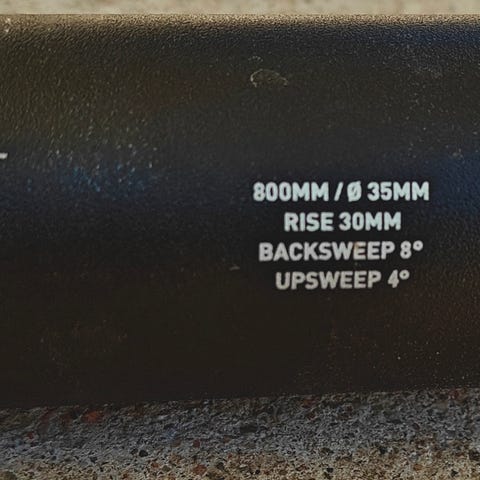 800MM / Ø 35MM
RISE 30MM
BACKSWEEP 8°
UPSWEEP 4°